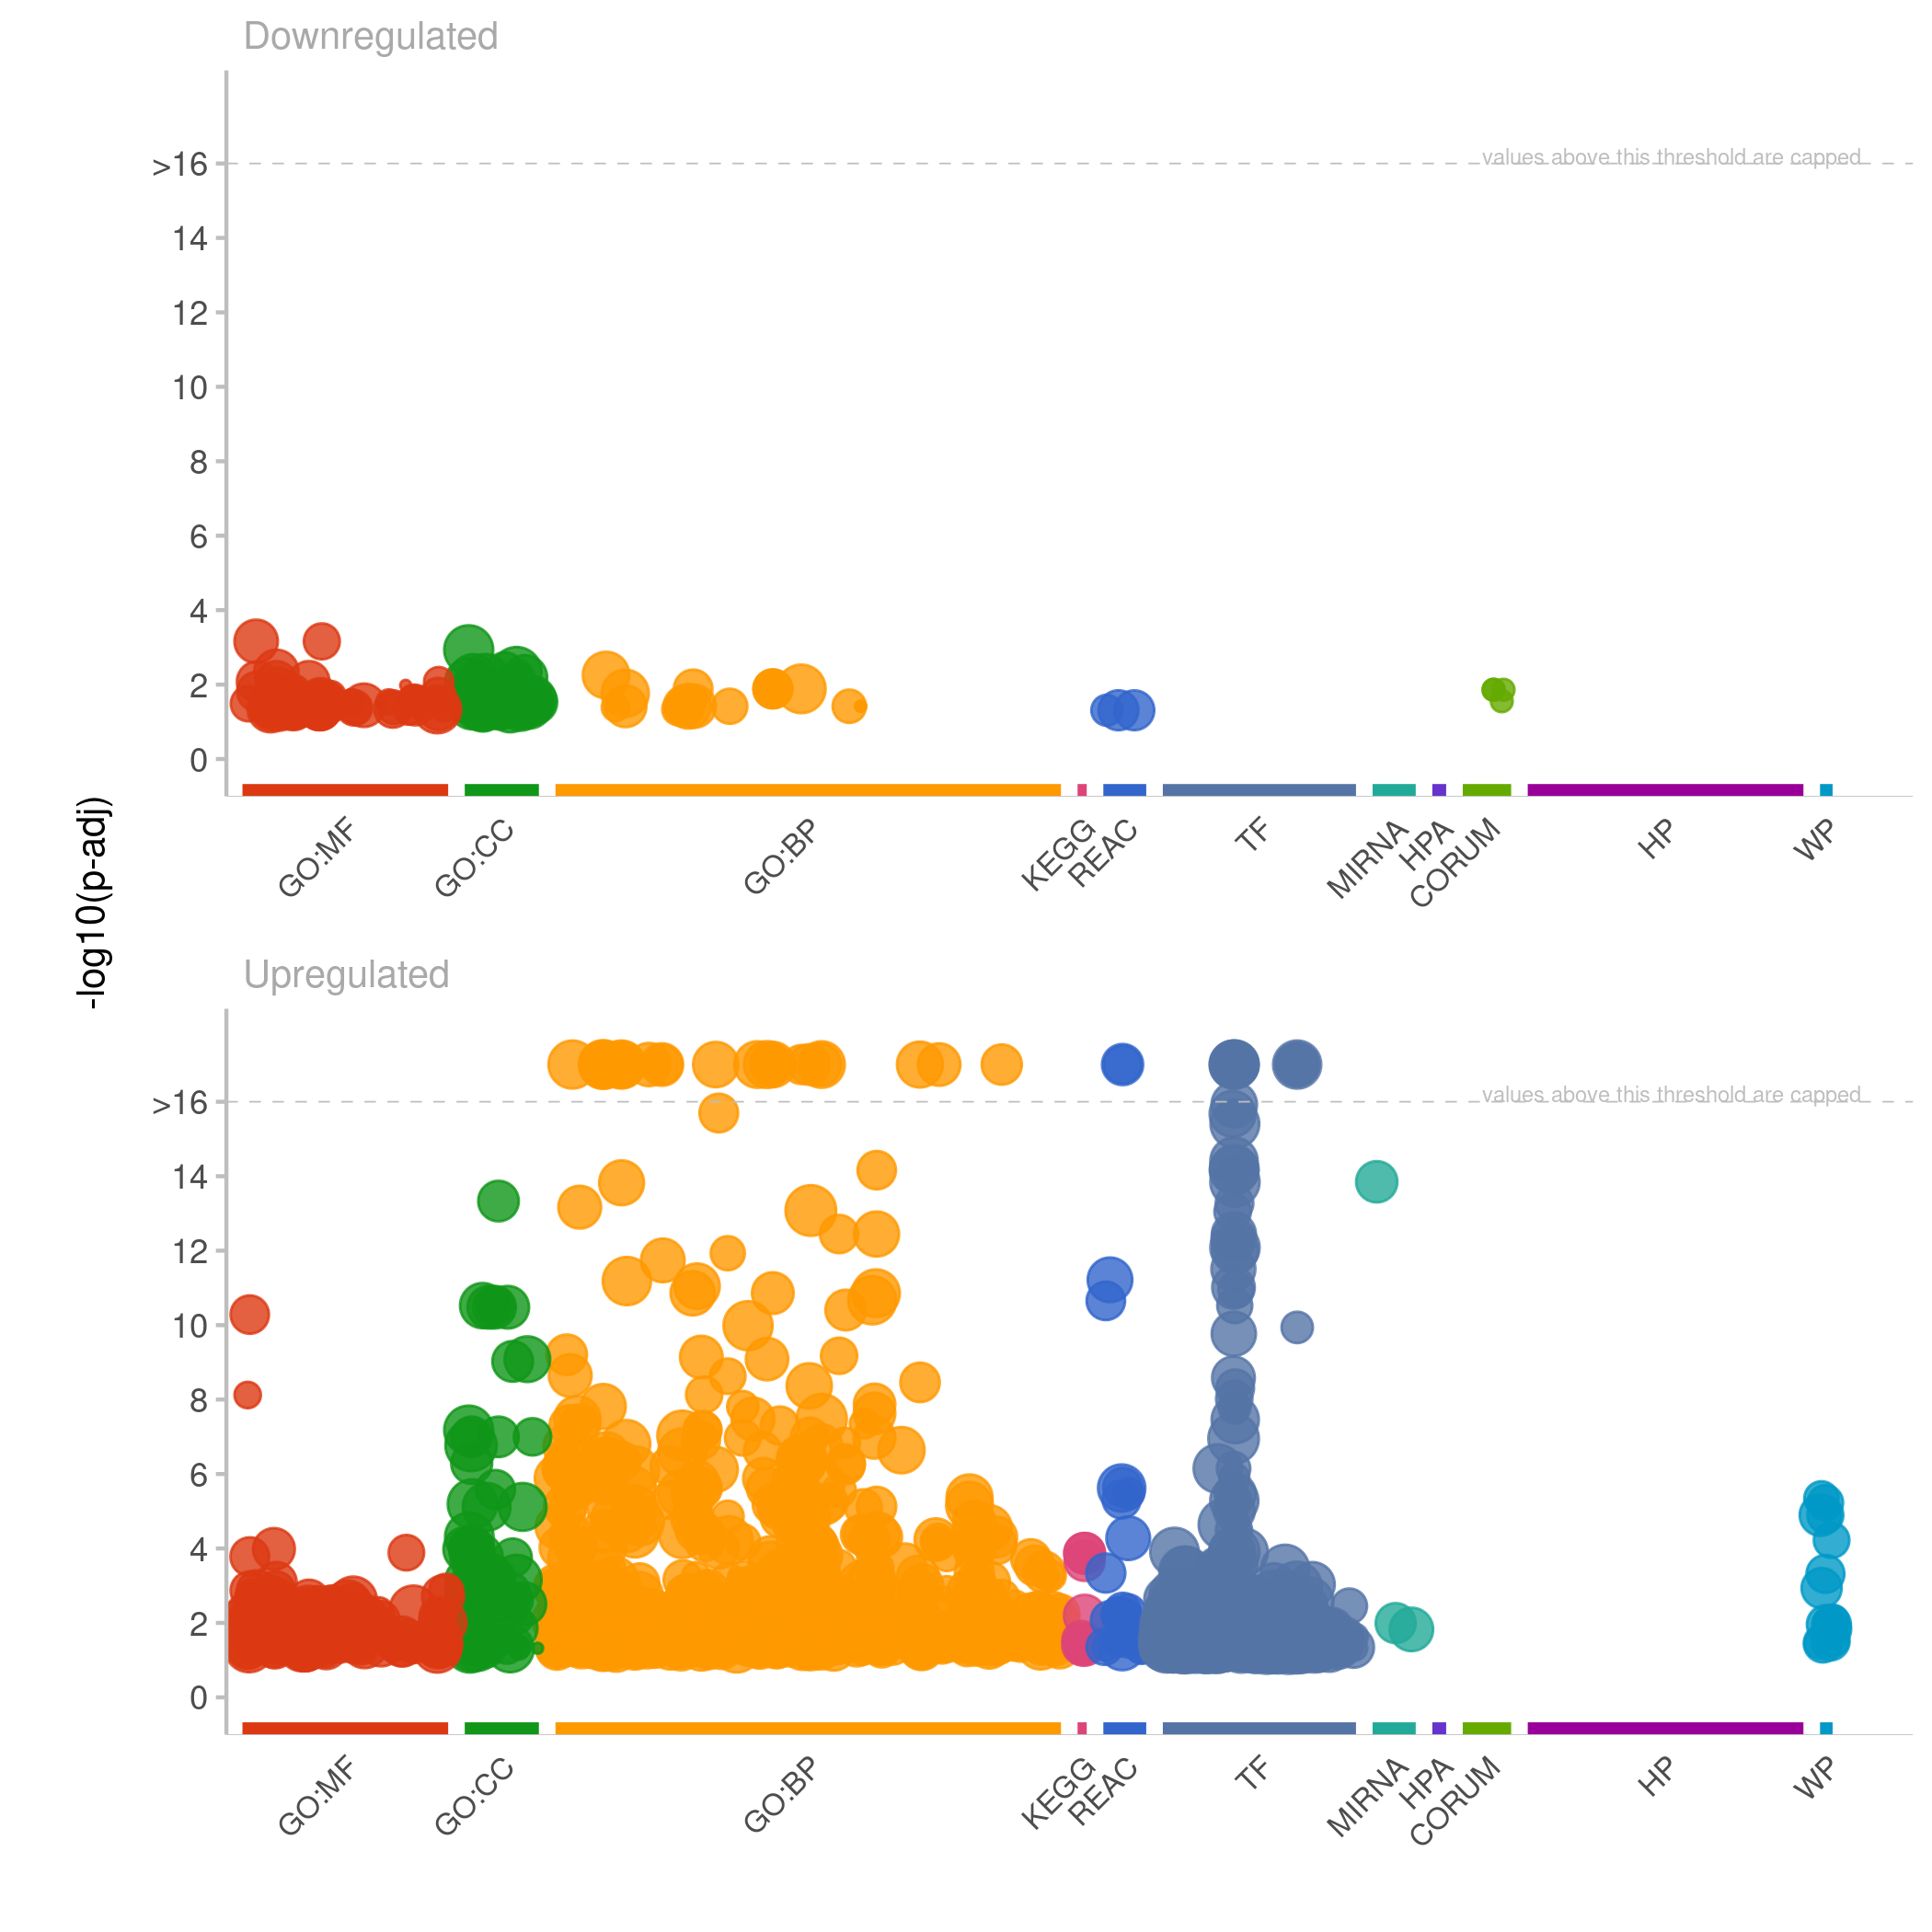 Downregulated
>16
values above this threshold are capped
14
12
10
8
6
4
2
0
GO:MF
GO:CC
GO:BP
KEGG
REAC
TF
MIRNA
HPA
CORUM
HP
WP
-log10(p-adj)
Upregulated
>16
values above this threshold are capped
14
12
10
8
6
4
2
0
GO:MF
GO:CC
GO:BP
KEGG
REAC
TF
MIRNA
HPA
CORUM
HP
WP